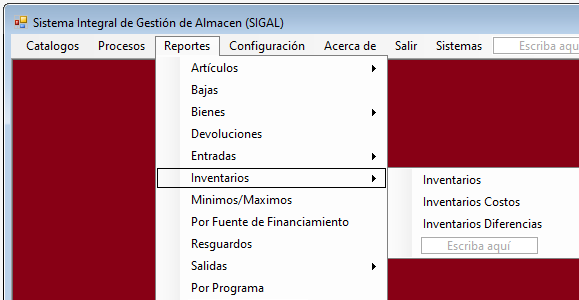 Sistema Integral de Gestión de Almacen (SIGAL)
Catalogos Procesos Reportes Configuración Acerca de Salir Sistemas Escriba aqu
Artículos
Bajas
Bienes
Devoluciones
Entradas
Inventarios
Inventarios
Minimos/Maximos
Inventarios Costos
Por Fuente de Financiamiento
Inventarios Diferencias
Resguardos
Escriba aquí
Salidas
Por Programa